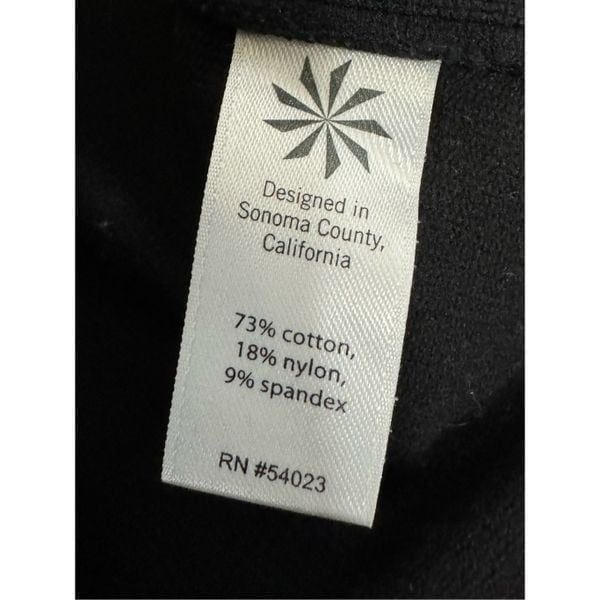 Designed in
Sonoma County,
California
73% cotton,
18% nylon,
9% spandex
RN #54023